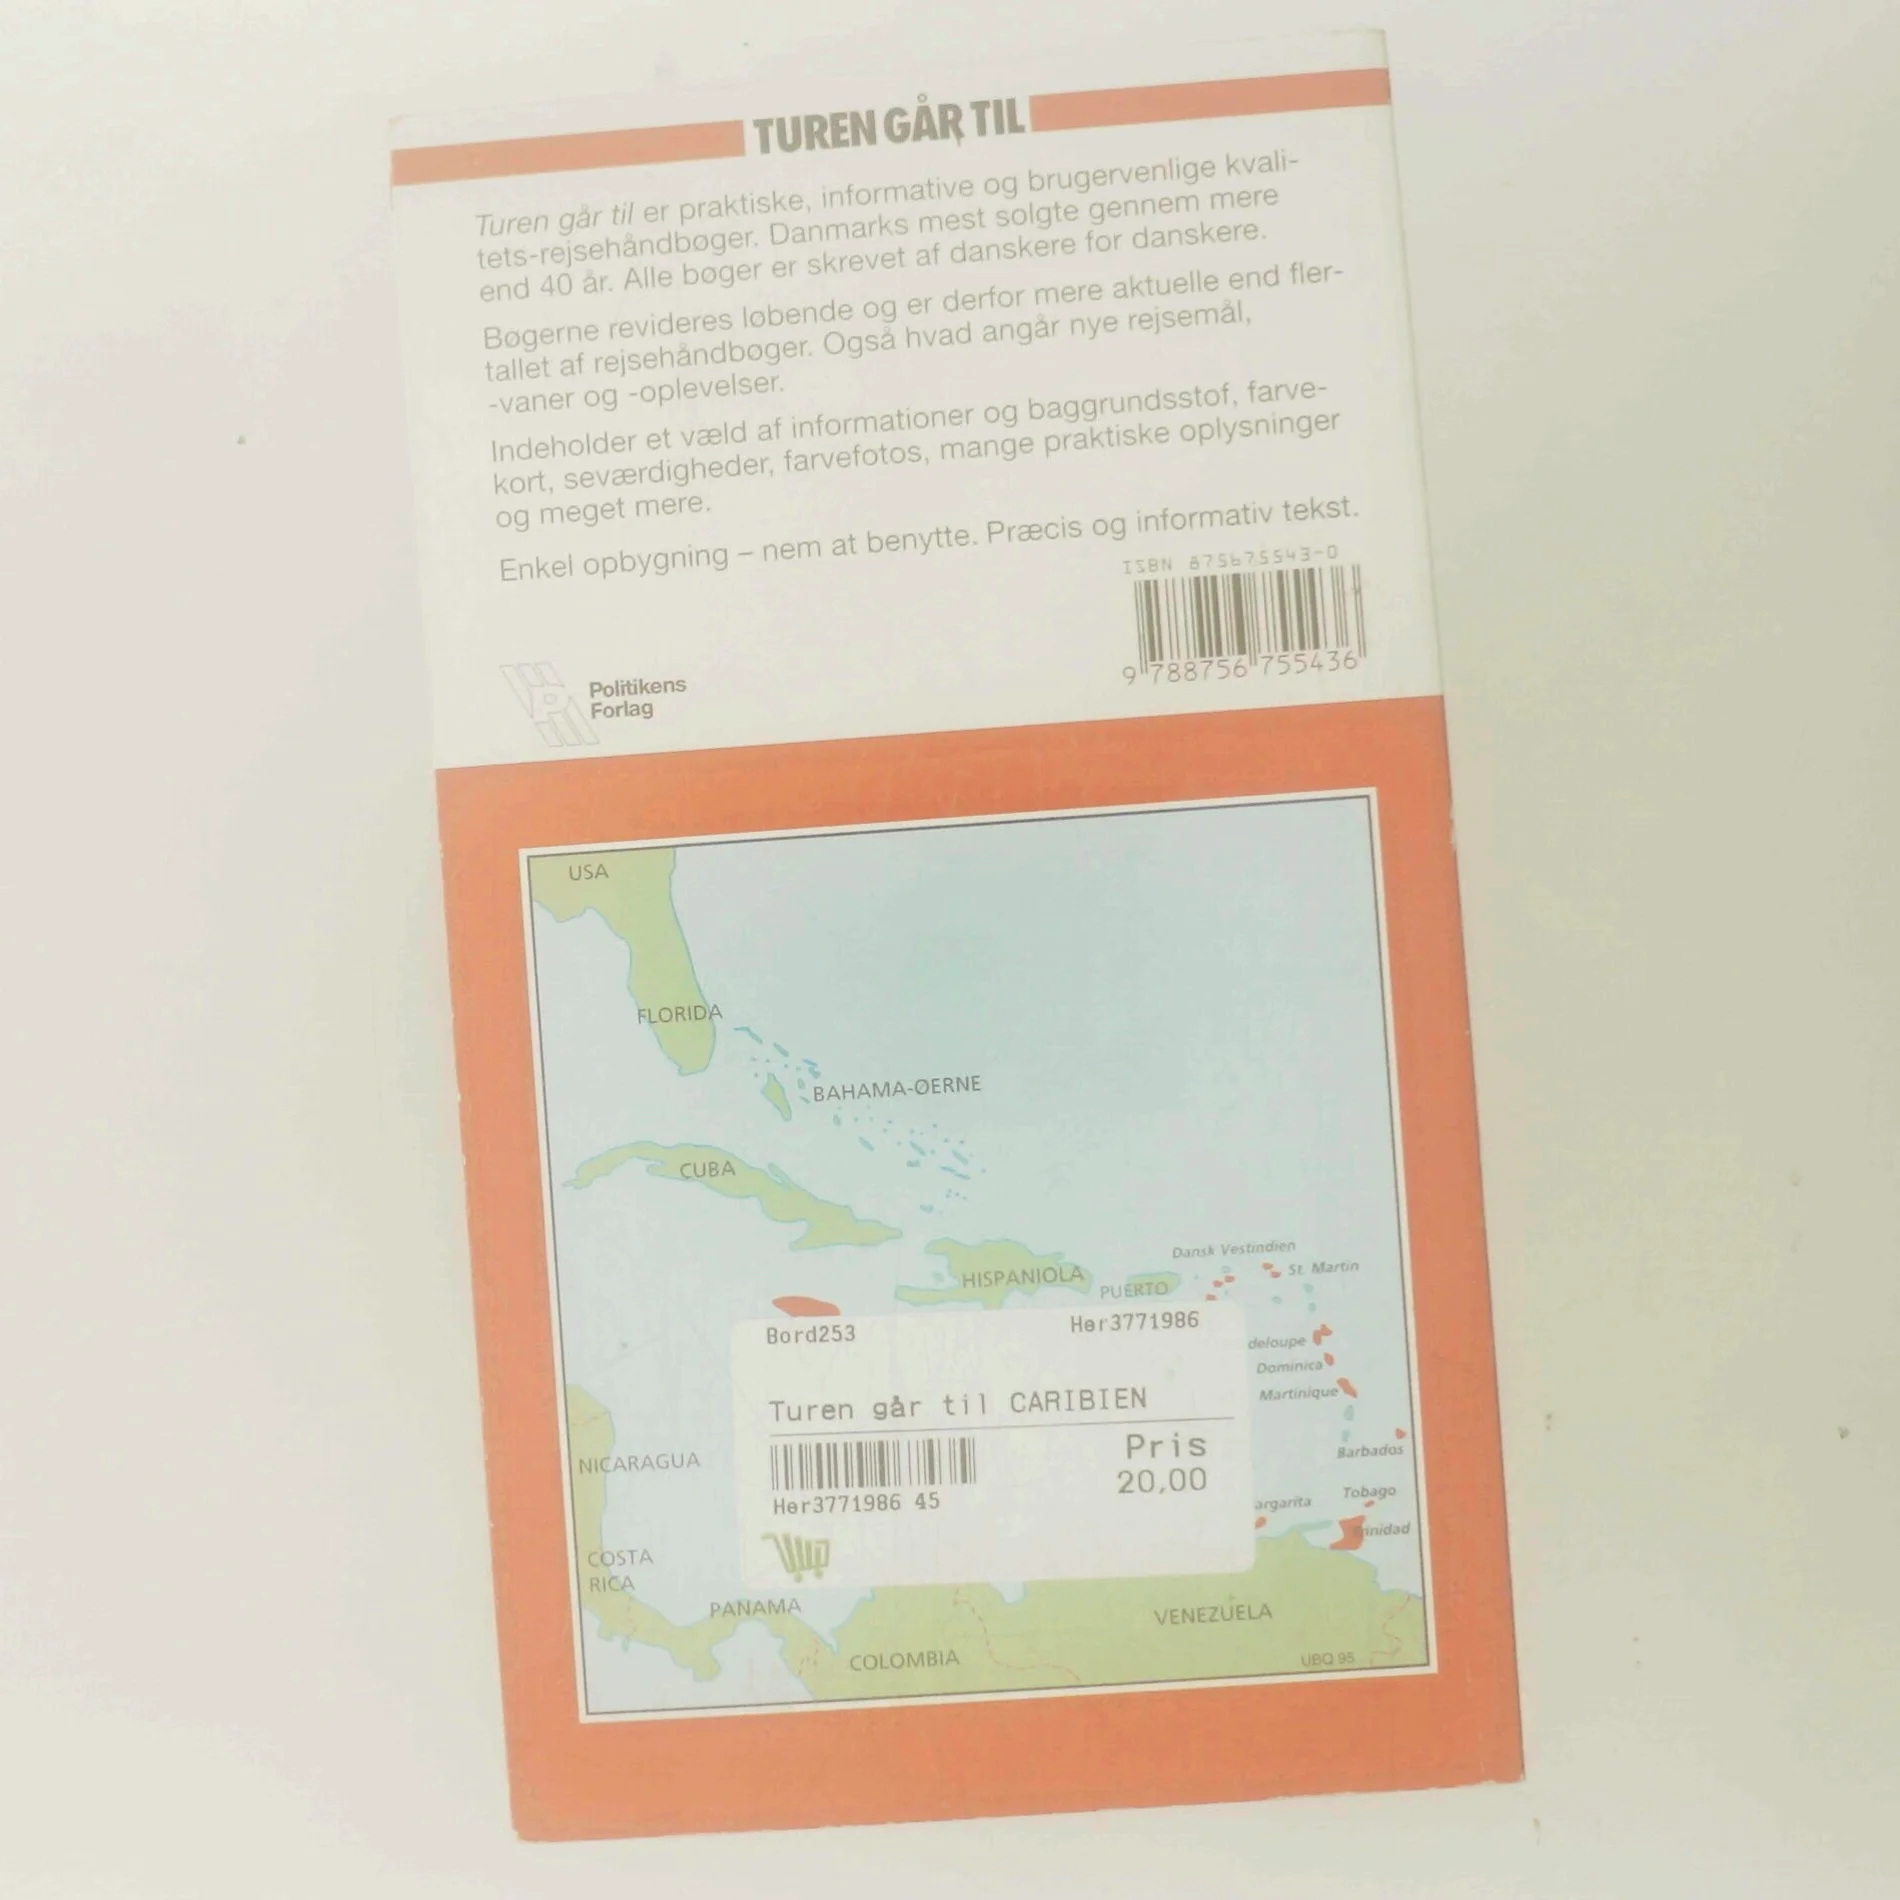 TUREN GÅR TIL
Turen går til er praktiske, informative og brugervenlige kvali-
tets-rejsehåndbøger. Danmarks mest solgte gennem mere
end 40 år. Alle bøger er skrevet af danskere for danskere.
Bøgerne revideres løbende og er derfor mere aktuelle end fler-
tallet af rejsehåndbøger. Også hvad angår nye rejsemål,
-vaner og -oplevelser.
Indeholder et væld af informationer og baggrundsstof, farve-
kort, seværdigheder, farvefotos, mange praktiske oplysninger
og meget mere.
Enkel opbygning – nem at benytte. Præcis og informativ tekst.
ISBN 875675543-0
9 788756 755436
Politikens
Forlag
USA
FLORIDA
BAHAMA-ØERNE
CUBA
Dansk Vestindien
St. Martin
HISPANIOLA
PUERTO
Bord253 Her3771986
deloupe
Dominica
Martinique
Turen går til CARIBIEN
Pris
20,00
Her3771986 45
NICARAGUA
Barbados
Tobago
argarita
rinidad
COSTA
RICA
PANAMA
VENEZUELA
COLOMBIA
UBQ 95